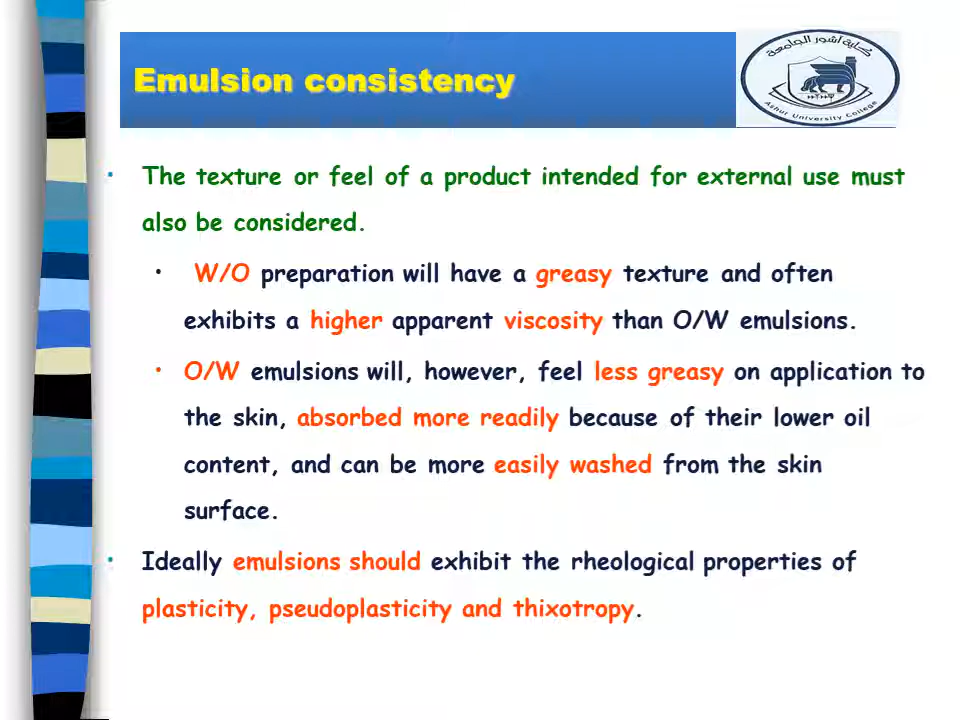 Emulsion consistency
كلية آشور الجامعة
Ashur University College
• The texture or feel of a product intended for external use must
also be considered.
• W/O preparation will have a greasy texture and often
exhibits a higher apparent viscosity than O/W emulsions.
• O/W emulsions will, however, feel less greasy on application to
the skin, absorbed more readily because of their lower oil
content, and can be more easily washed from the skin
surface.
• Ideally emulsions should exhibit the rheological properties of
plasticity, pseudoplasticity and thixotropy.